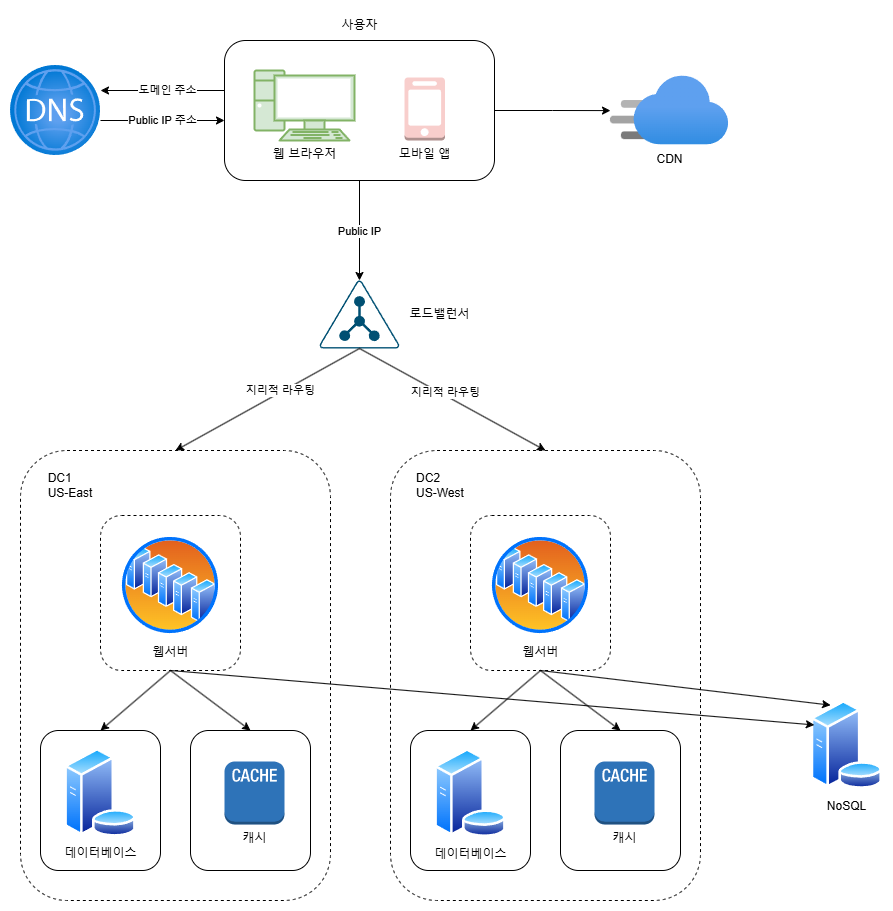 사용자
DNS
도메인 주소
Public IP 주소
웹 브라우저
모바일 앱
CDN
Public IP
로드밸런서
지리적 라우팅
지리적 라우팅
DC1
US-East
DC2
US-West
웹서버
웹서버
CACHE
CACHE
데이터베이스
캐시
데이터베이스
캐시
NoSQL